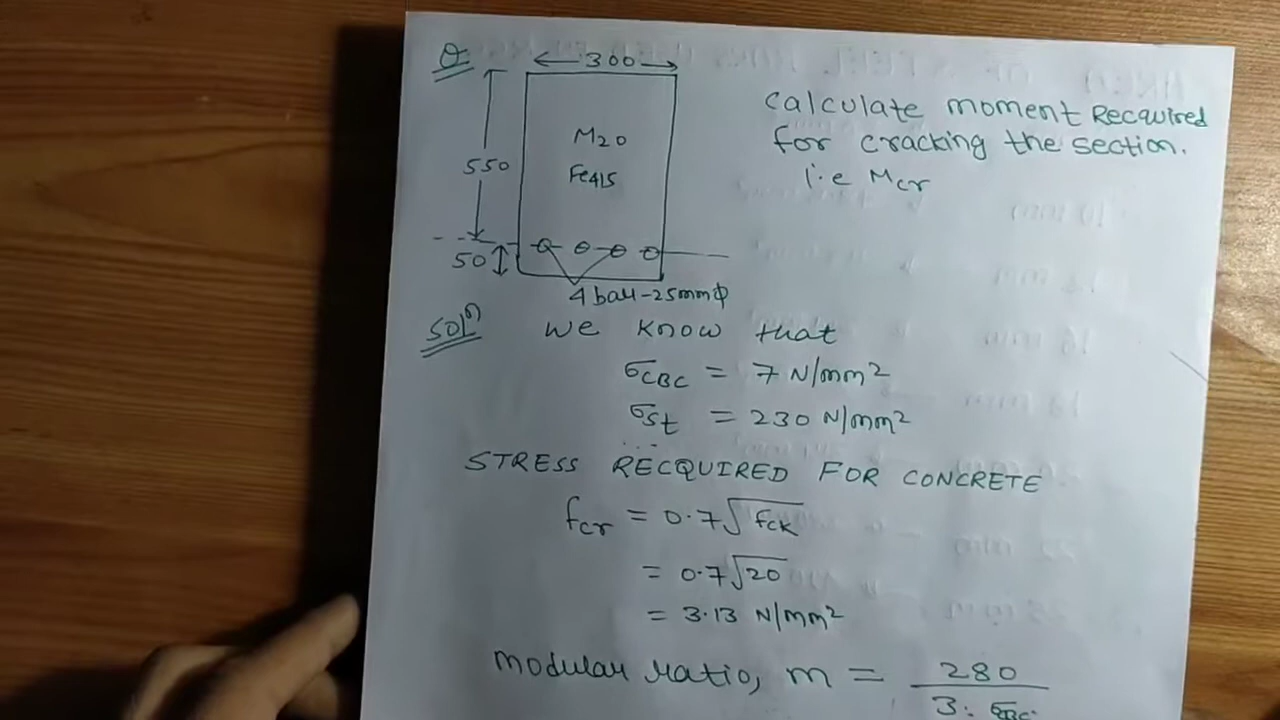 Q
300
550
M20
Fe415
50
4 bars-25mmϕ
Calculate moment Recquired
for cracking the section.
i.e Mcr
Solⁿ We know that
σCBC = 7 N/mm²
σst = 230 N/mm²
STRESS RECQUIRED FOR CONCRETE
fcr = 0.7√fck
= 0.7√20
= 3.13 N/mm²
Modular ratio, m = 280
3. σCBC